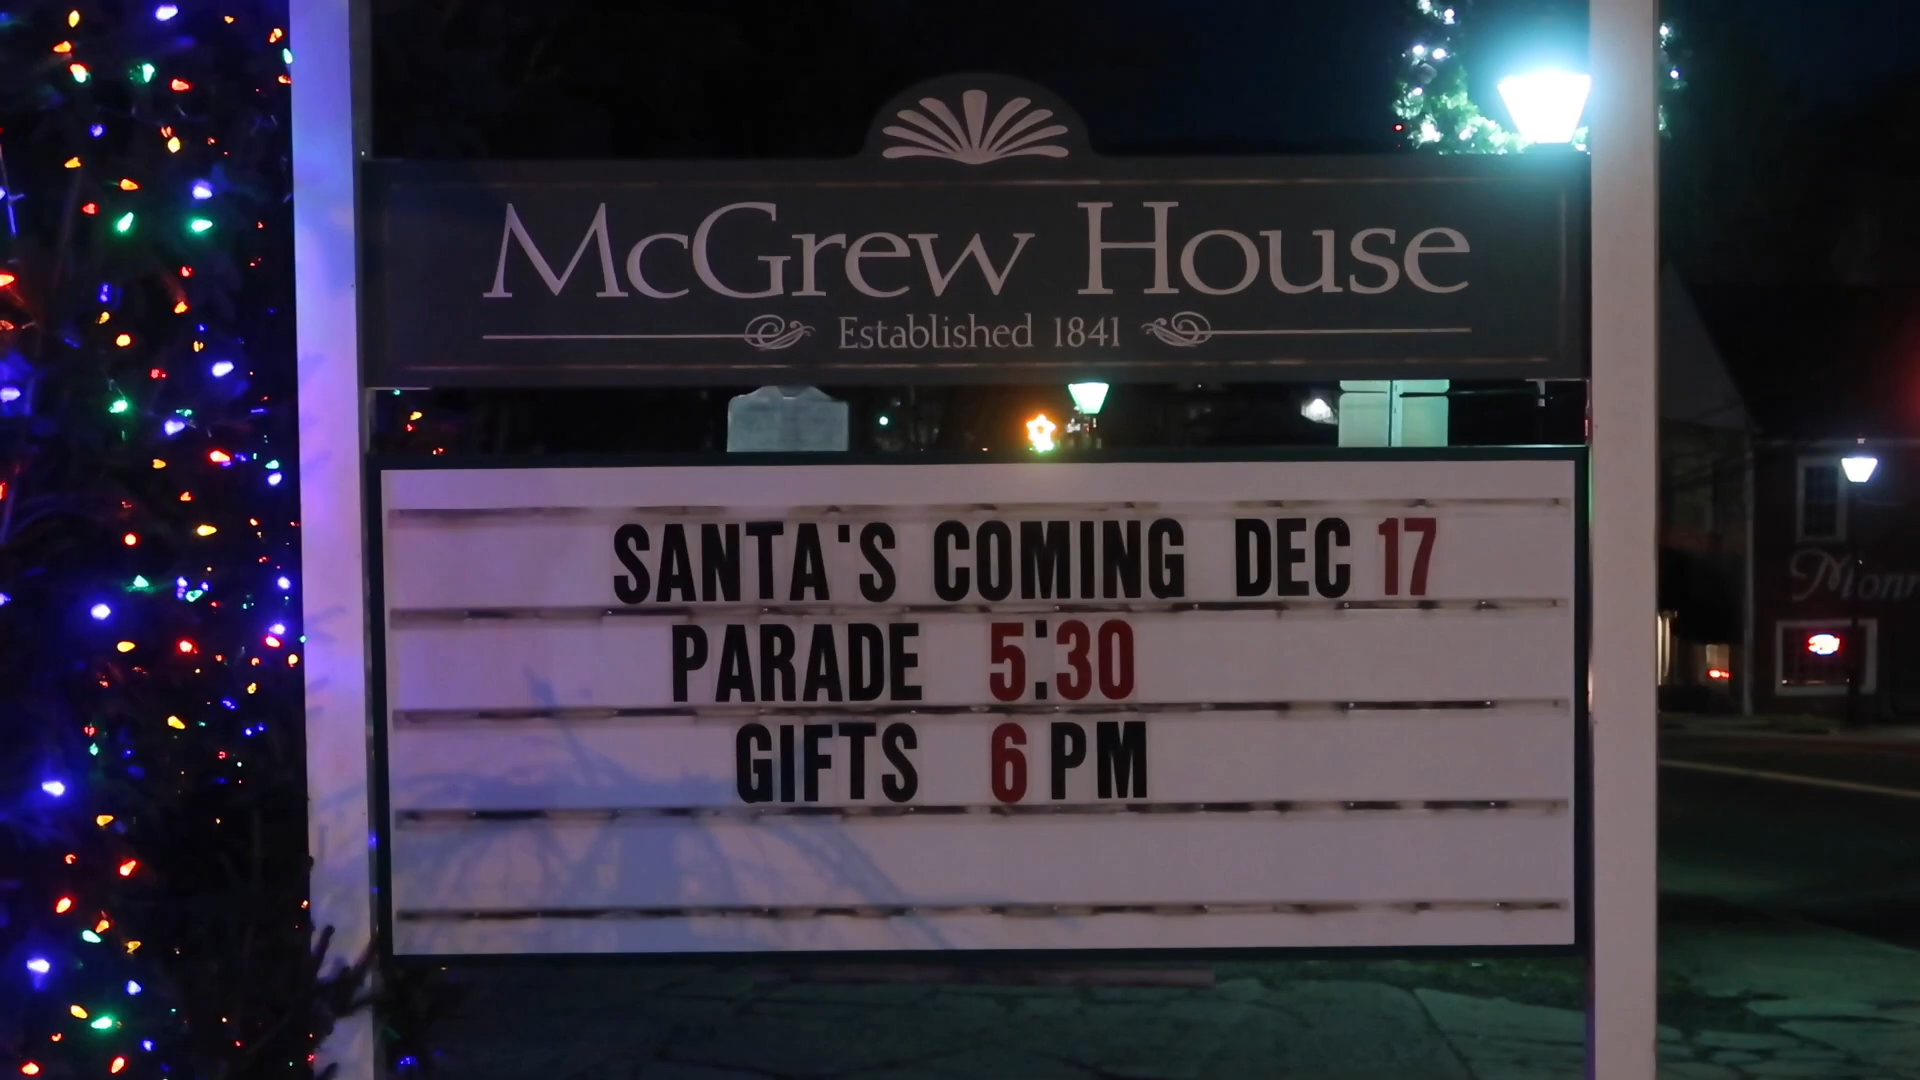 McGrew House
Established 1841
SANTA'S COMING DEC 17
PARADE 5:30
GIFTS 6 PM